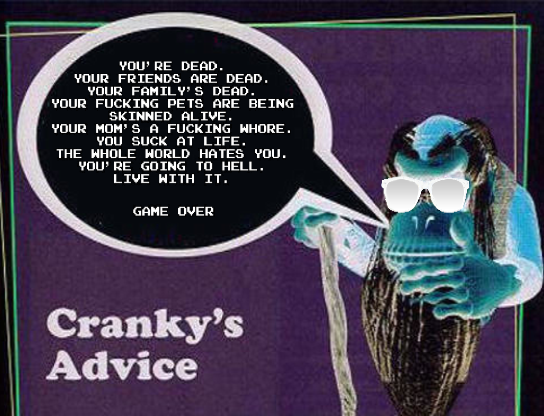 YOU'RE DEAD.
YOUR FRIENDS ARE DEAD.
YOUR FAMILY'S DEAD.
YOUR FUCKING PETS ARE BEING
SKINNED ALIVE.
YOUR MOM'S A FUCKING WHORE.
YOU SUCK AT LIFE.
THE WHOLE WORLD HATES YOU.
YOU'RE GOING TO HELL.
LIVE WITH IT.
GAME OVER
Cranky's
Advice